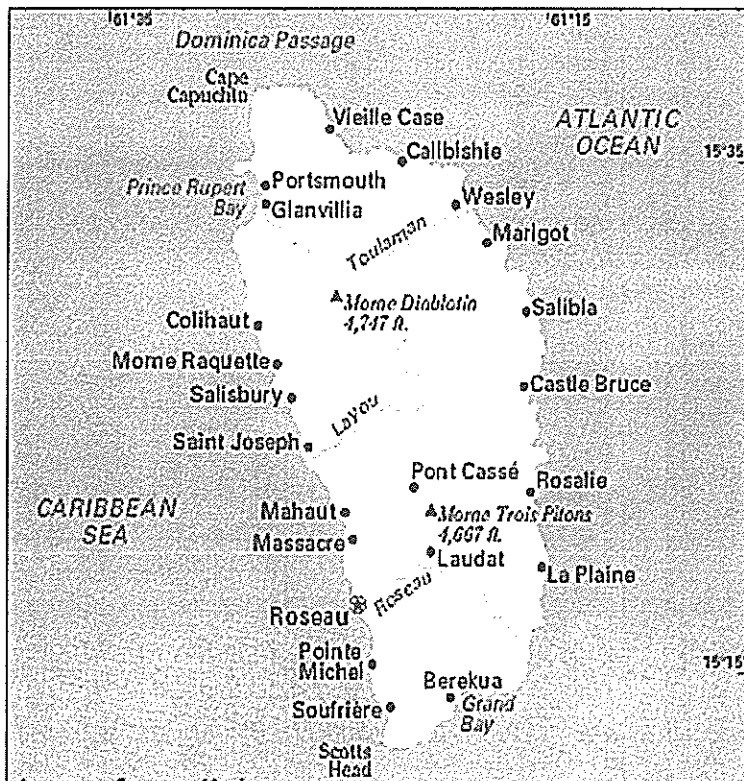 61°35
61°15
Dominica Passage
Cape
Capuchin
Vieille Case
ATLANTIC
OCEAN
Calibishie
15°35
Prince Rupert
Bay
Portsmouth
Glanvillia
Wesley
Toulaman
Marigot
Morne Diablotin
4,747 ft.
Salibia
Colihaut
Morne Raquette
Castle Bruce
Salisbury
Layou
Saint Joseph
Pont Cassé
Rosalie
CARIBBEAN
SEA
Mahaut
Morne Trois Pitons
4,667 ft.
Massacre
Laudat
La Plaine
Roseau
Roseau
Pointe
Michel
15°15
Berekua
Grand
Bay
Soufrière
Scotts
Head